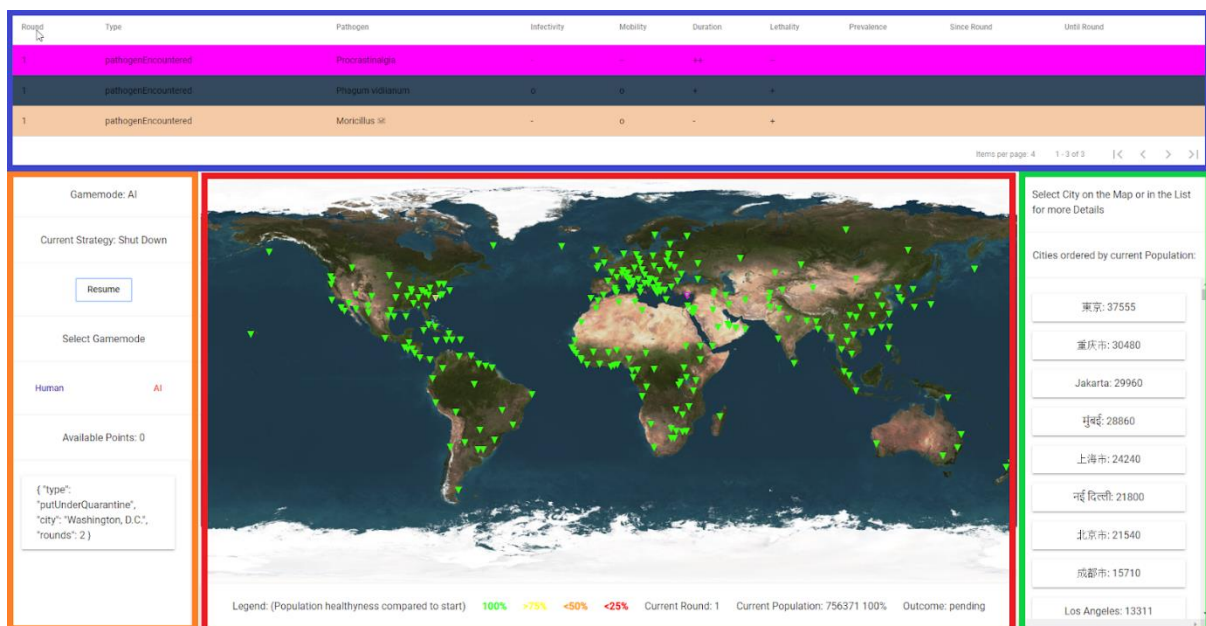 Round Type Pathogen Infectivity Mobility Duration Lethality Prevalence Since Round Until Round
1 pathogenEncountered Procrastinalgia - - ++ -
1 pathogenEncountered Phagum vidiianum o o + +
1 pathogenEncountered Moricillus - o - +
Items per page: 4 1 - 3 of 3
Gamemode: AI
Current Strategy: Shut Down
Resume
Select Gamemode
Human AI
Available Points: 0
{ "type":
"putUnderQuarantine",
"city": "Washington, D.C.",
"rounds": 2 }
Legend: (Population healthyness compared to start) 100% >75% <50% <25% Current Round: 1 Current Population: 756371 100% Outcome: pending
Select City on the Map or in the List
for more Details
Cities ordered by current Population:
東京: 37555
重庆市: 30480
Jakarta: 29960
मुंबई: 28860
上海市: 24240
नई दिल्ली: 21800
北京市: 21540
成都市: 15710
Los Angeles: 13311